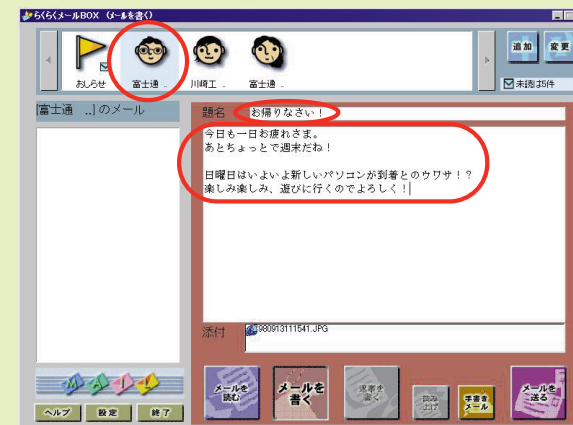 らくらくメールBOX (メールを書く)
おしらせ
富士通 ..
川崎工 ..
富士通 ..
追加
変更
未読は5件
[富士通 ...]のメール
題名
お帰りなさい！
今日も一日お疲れさま。
あとちょっとで週末だね！
日曜日はいよいよ新しいパソコンが到着とのウワサ！？
楽しみ楽しみ、遊びに行くのでよろしく！
添付
980913111541.JPG
MAIL
ヘルプ
設定
終了
メールを
読む
メールを
書く
返事を
書く
読み
上げ
手書き
メール
メールを
送る